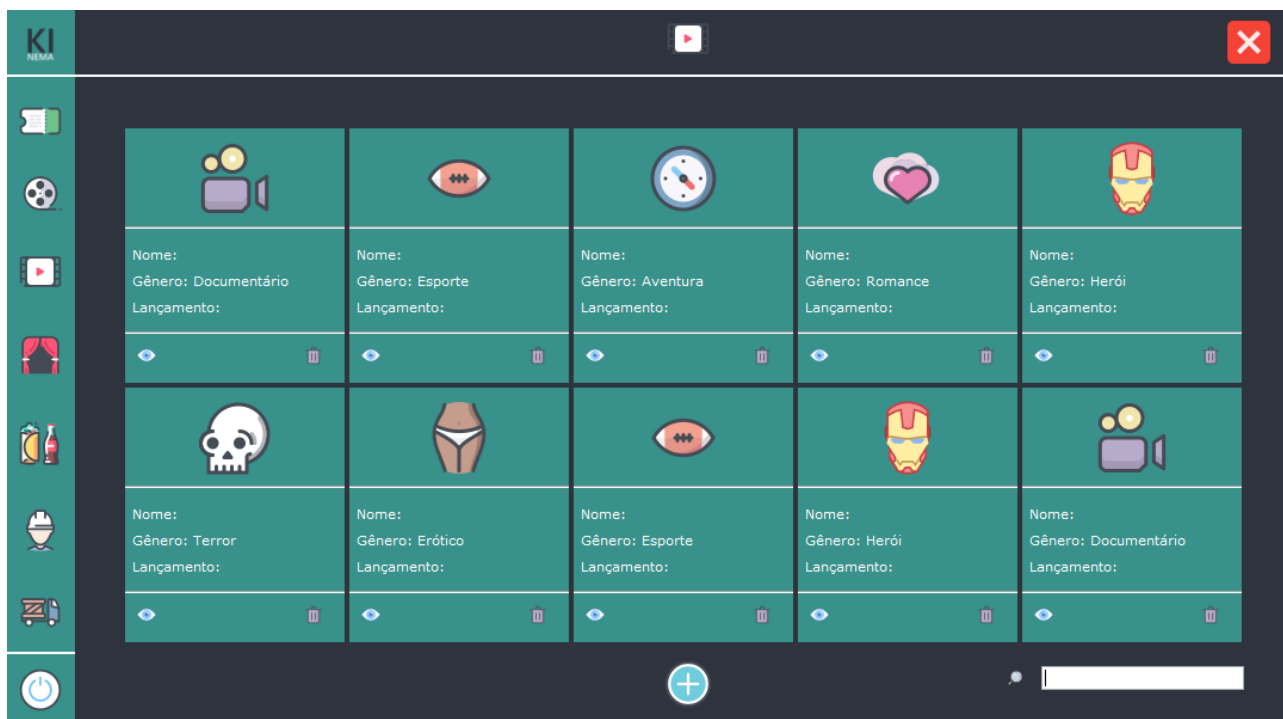 KI
NEMA
Nome:
Gênero: Documentário
Lançamento:
Nome:
Gênero: Esporte
Lançamento:
Nome:
Gênero: Aventura
Lançamento:
Nome:
Gênero: Romance
Lançamento:
Nome:
Gênero: Herói
Lançamento:
Nome:
Gênero: Terror
Lançamento:
Nome:
Gênero: Erótico
Lançamento:
Nome:
Gênero: Esporte
Lançamento:
Nome:
Gênero: Herói
Lançamento:
Nome:
Gênero: Documentário
Lançamento: